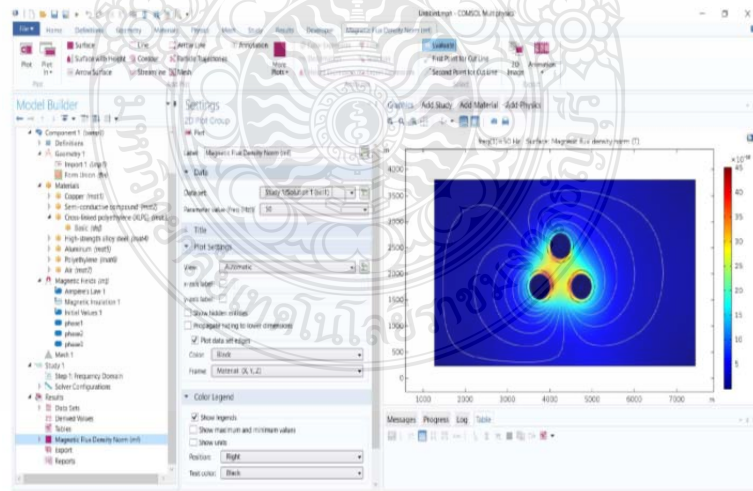 Untitled.mph - COMSOL Multiphysics
File Home Definitions Geometry Materials Physics Mesh Study Results Developer Magnetic Flux Density Norm (mf)
Plot
Plot In
Surface
Surface with Height
Arrow Surface
Line
Contour
Streamline
Arrow Line
Particle Trajectories
Mesh
Annotation
More Plots
Evaluate
First Point for Cut Line
Second Point for Cut Line
2D Image
Animation
Plot
Select
Export
Model Builder
Component 1 (comp1)
Definitions
Geometry 1
Import 1 (imp1)
Form Union (fin)
Materials
Copper (mat1)
Semi-conductive compound (mat2)
Cross-linked polyethylene (XLPE) (mat3)
Basic (def)
High-strength alloy steel (mat4)
Aluminum (mat5)
Polyethylene (mat6)
Air (mat7)
Magnetic Fields (mf)
Ampère's Law 1
Magnetic Insulation 1
Initial Values 1
phase1
phase2
phase3
Mesh 1
Study 1
Step 1: Frequency Domain
Solver Configurations
Results
Data Sets
Derived Values
Tables
Magnetic Flux Density Norm (mf)
Export
Reports
Settings
2D Plot Group
Plot
Label: Magnetic Flux Density Norm (mf)
Data
Data set: Study 1/Solution 1 (sol1)
Parameter value (freq (Hz)): 50
Title
Plot Settings
View: Automatic
x-axis label:
y-axis label:
Show hidden entities
Propagate hiding to lower dimensions
Plot data set edges
Color: Black
Frame: Material (X, Y, Z)
Color Legend
Show legends
Show maximum and minimum values
Show units
Position: Right
Text color: Black
Graphics Add Study Add Material Add Physics
freq(1)=50 Hz Surface: Magnetic flux density norm (T)
m
4000
3500
3000
2500
2000
1500
1000
500
0
1000 2000 3000 4000 5000 6000 7000 m
45
40
35
30
25
20
15
10
5
Messages Progress Log Table